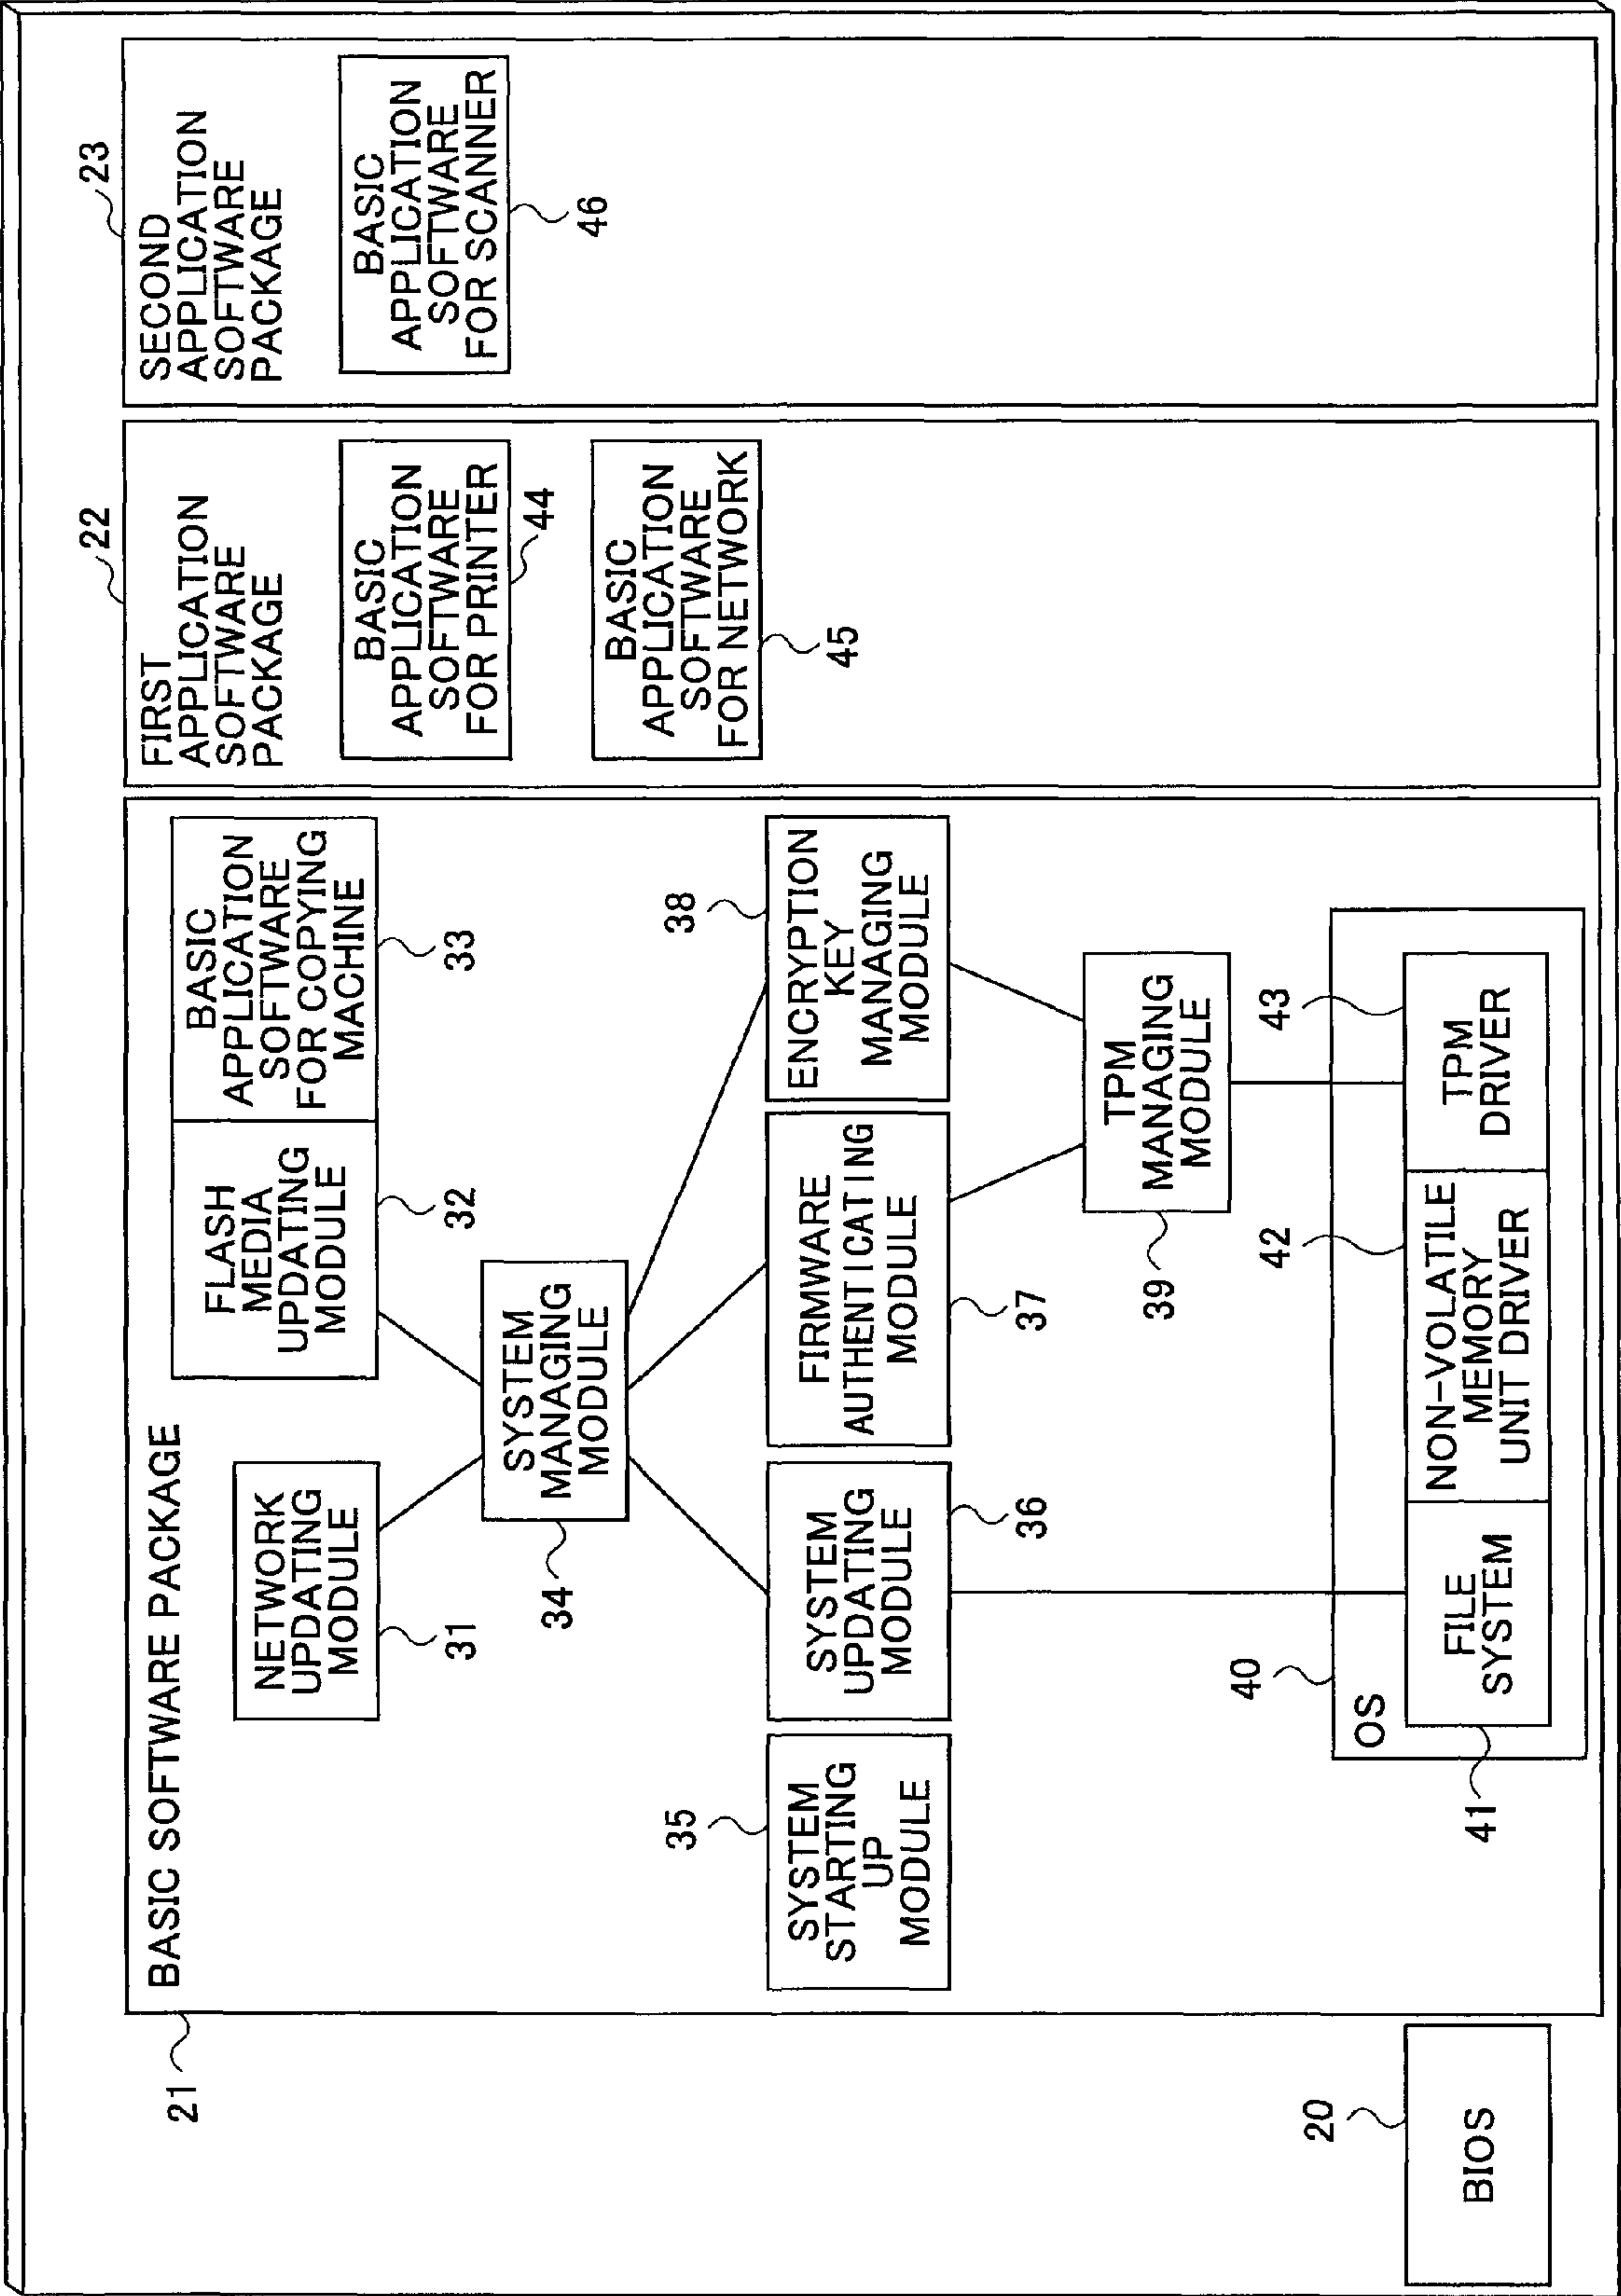 BASIC SOFTWARE PACKAGE
21
NETWORK
UPDATING
MODULE
31
FLASH
MEDIA
UPDATING
MODULE
32
BASIC
APPLICATION
SOFTWARE
FOR COPYING
MACHINE
33
SYSTEM
MANAGING
MODULE
34
SYSTEM
STARTING
UP
MODULE
35
SYSTEM
UPDATING
MODULE
36
FIRMWARE
AUTHENTICATING
MODULE
37
ENCRYPTION
KEY
MANAGING
MODULE
38
TPM
MANAGING
MODULE
39
40
OS
FILE
SYSTEM
41
NON-VOLATILE
MEMORY
UNIT DRIVER
42
TPM
DRIVER
43
BIOS
20
FIRST
APPLICATION
SOFTWARE
PACKAGE
22
BASIC
APPLICATION
SOFTWARE
FOR PRINTER
44
BASIC
APPLICATION
SOFTWARE
FOR NETWORK
45
SECOND
APPLICATION
SOFTWARE
PACKAGE
23
BASIC
APPLICATION
SOFTWARE
FOR SCANNER
46